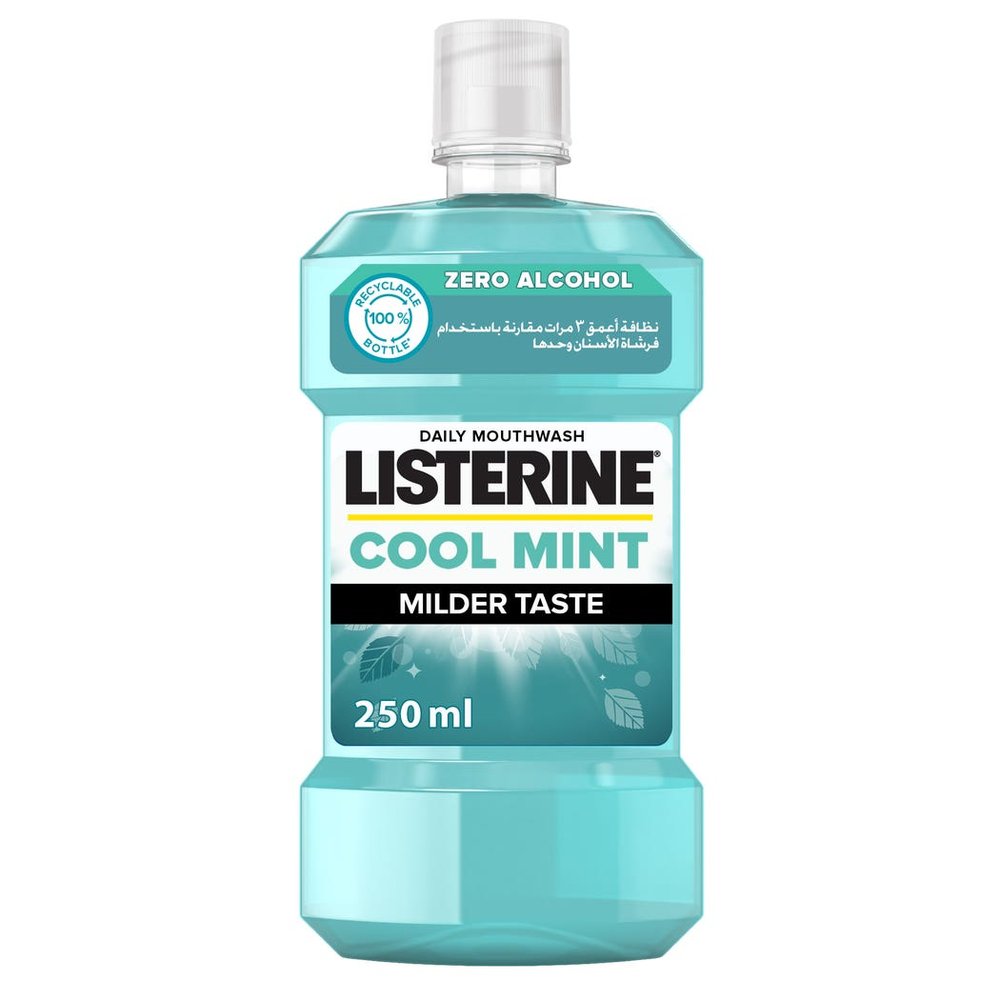 ZERO ALCOHOL
RECYCLABLE
100 %
BOTTLE*
نظافة أعمق ٣ مرات مقارنة باستخدام
فرشاة الأسنان وحدها
DAILY MOUTHWASH
LISTERINE®
COOL MINT
MILDER TASTE
250 ml